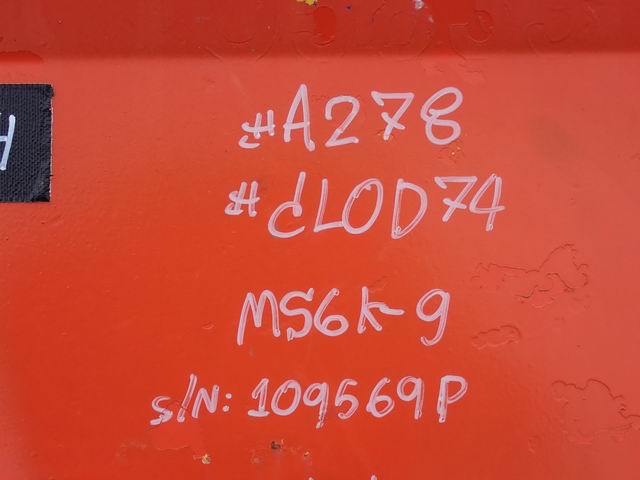 #A278
#CLOD74
MS6K-9
S/N: 109569P
H